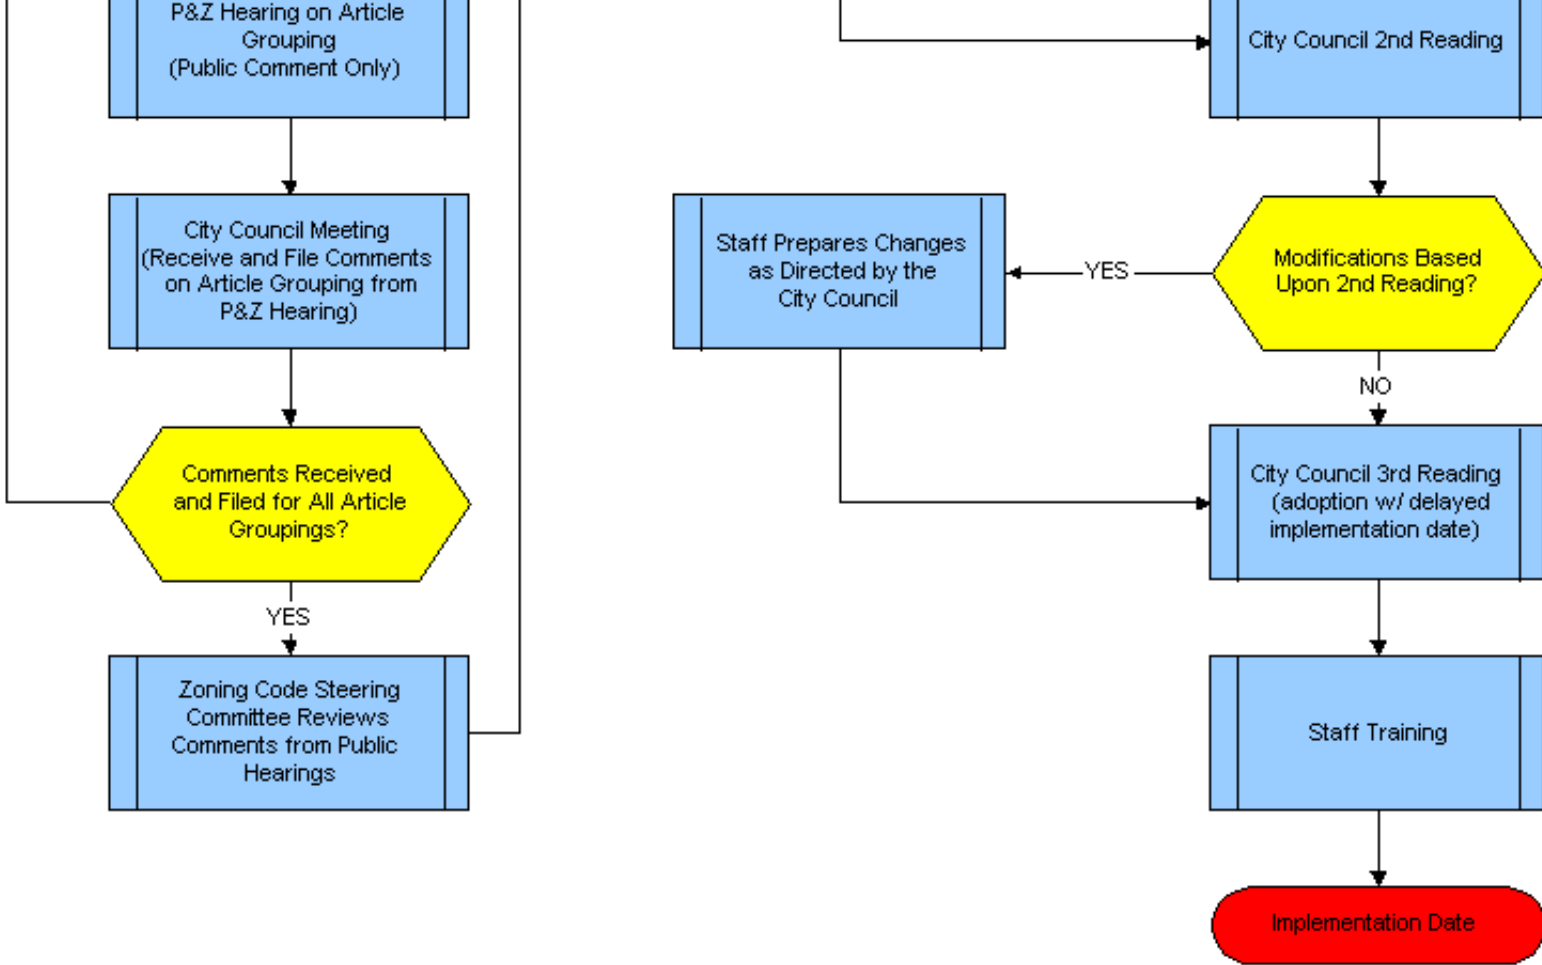 P&Z Hearing on Article
Grouping
(Public Comment Only)
City Council Meeting
(Receive and File Comments
on Article Grouping from
P&Z Hearing)
Comments Received
and Filed for All Article
Groupings?
YES
Zoning Code Steering
Committee Reviews
Comments from Public
Hearings
City Council 2nd Reading
Modifications Based
Upon 2nd Reading?
YES
Staff Prepares Changes
as Directed by the
City Council
NO
City Council 3rd Reading
(adoption w/ delayed
implementation date)
Staff Training
Implementation Date